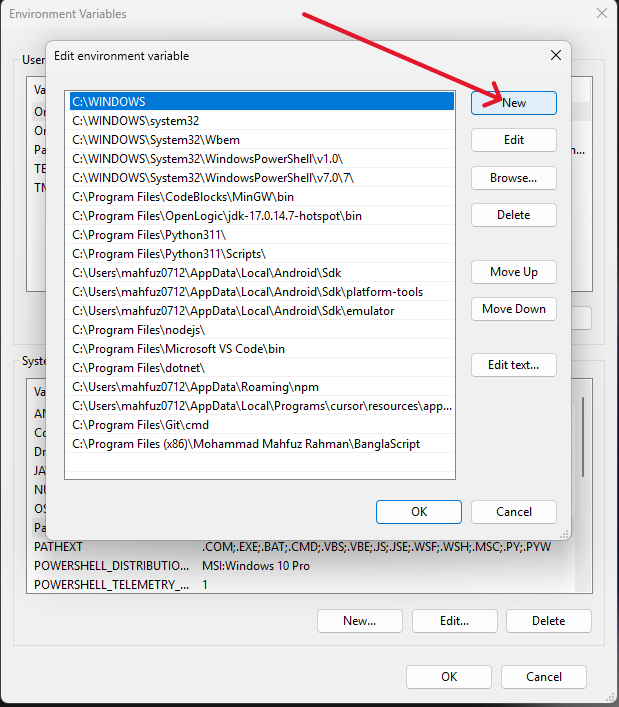 Environment Variables
Edit environment variable
User
Va
On
On
Pa
n...
TE
TM
C:\WINDOWS
C:\WINDOWS\system32
C:\WINDOWS\System32\Wbem
C:\WINDOWS\System32\WindowsPowerShell\v1.0\
C:\WINDOWS\System32\WindowsPowerShell\v7.0\7\
C:\Program Files\CodeBlocks\MinGW\bin
C:\Program Files\OpenLogic\jdk-17.0.14.7-hotspot\bin
C:\Program Files\Python311\
C:\Program Files\Python311\Scripts\
C:\Users\mahfuz0712\AppData\Local\Android\Sdk
C:\Users\mahfuz0712\AppData\Local\Android\Sdk\platform-tools
C:\Users\mahfuz0712\AppData\Local\Android\Sdk\emulator
C:\Program Files\nodejs\
C:\Program Files\Microsoft VS Code\bin
C:\Program Files\dotnet\
C:\Users\mahfuz0712\AppData\Roaming\npm
C:\Users\mahfuz0712\AppData\Local\Programs\cursor\resources\app...
C:\Program Files\Git\cmd
C:\Program Files (x86)\Mohammad Mahfuz Rahman\BanglaScript
New
Edit
Browse...
Delete
Move Up
Move Down
Edit text...
OK
Cancel
Syste
Va
AN
Co
Dr
JA
NU
OS
Pa
PATHEXT .COM;.EXE;.BAT;.CMD;.VBS;.VBE;.JS;.JSE;.WSF;.WSH;.MSC;.PY;.PYW
POWERSHELL_DISTRIBUTIO... MSI:Windows 10 Pro
POWERSHELL_TELEMETRY_... 1
New... Edit... Delete
OK Cancel